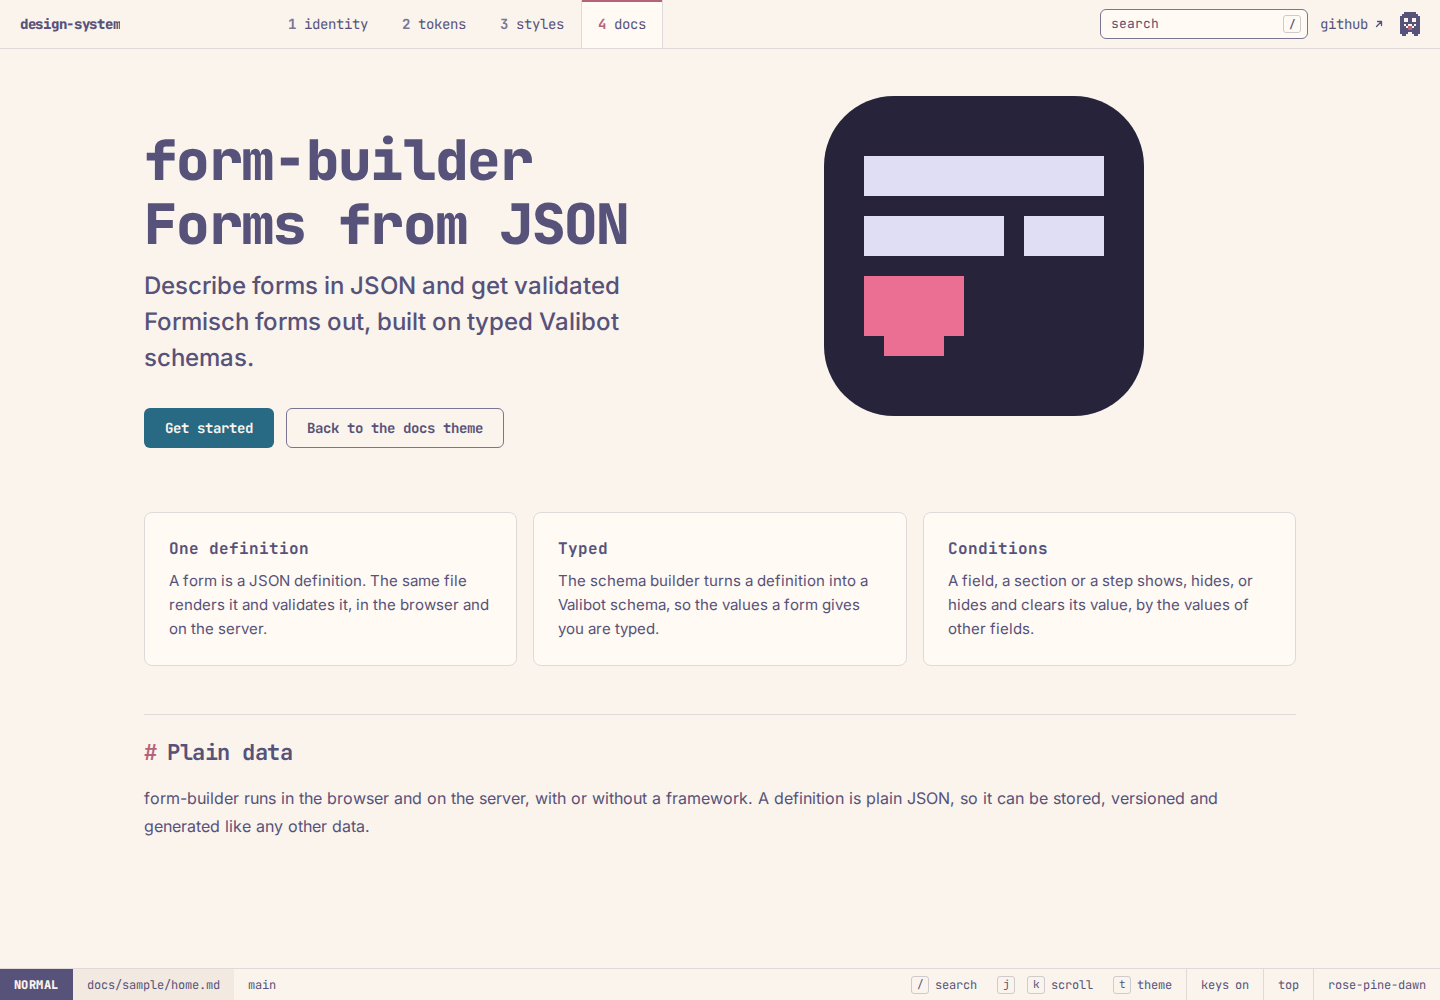 design-system
1 identity
2 tokens
3 styles
4 docs
search /
github ↗
form-builder
Forms from JSON
Describe forms in JSON and get validated
Formisch forms out, built on typed Valibot
schemas.
Get started
Back to the docs theme
One definition
A form is a JSON definition. The same file
renders it and validates it, in the browser and
on the server.
Typed
The schema builder turns a definition into a
Valibot schema, so the values a form gives
you are typed.
Conditions
A field, a section or a step shows, hides, or
hides and clears its value, by the values of
other fields.
# Plain data
form-builder runs in the browser and on the server, with or without a framework. A definition is plain JSON, so it can be stored, versioned and
generated like any other data.
NORMAL
docs/sample/home.md
main
/ search
j k scroll
t theme
keys on
top
rose-pine-dawn